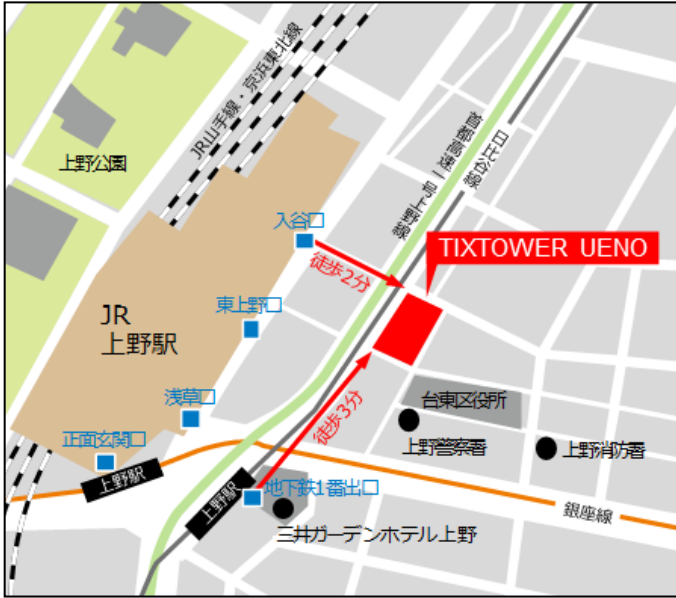 JR山手線・京浜東北線
上野公園
首都高速一号上野線
日比谷線
入谷口
徒歩2分
TIXTOWER UENO
東上野口
JR
上野駅
浅草口
徒歩3分
台東区役所
上野警察署
上野消防署
正面玄関口
上野駅
上野駅
地下鉄1番出口
銀座線
三井ガーデンホテル上野